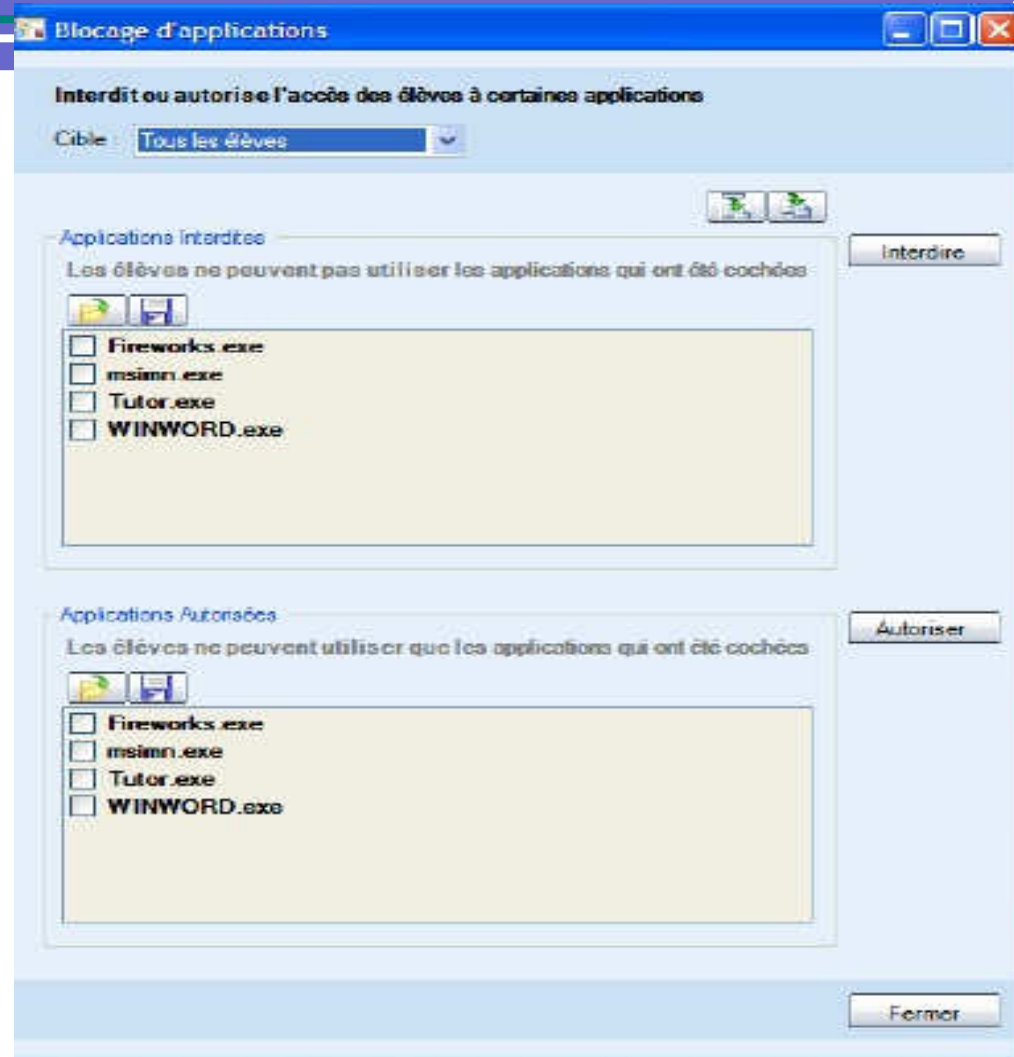 Blocage d'applications
Interdit ou autorise l'accès des élèves à certaines applications
Cible : Tous les élèves
Applications Interdites
Interdire
Les élèves ne peuvent pas utiliser les applications qui ont été cochées
Fireworks.exe
msimn.exe
Tutor.exe
WINWORD.exe
Applications Autorisées
Autoriser
Les élèves ne peuvent utiliser que les applications qui ont été cochées
Fireworks.exe
msimn.exe
Tutor.exe
WINWORD.exe
Fermer